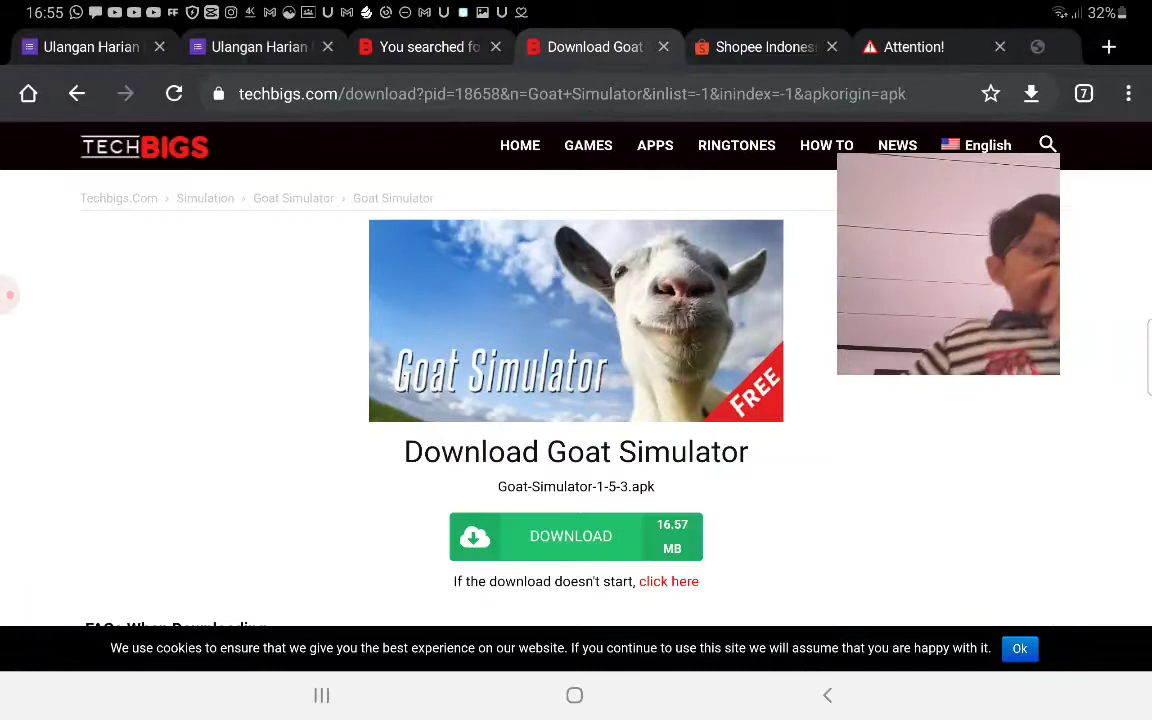 16:55 32%
Ulangan Harian
Ulangan Harian
You searched fo
Download Goat
Shopee Indones
Attention!
techbigs.com/download?pid=18658&n=Goat+Simulator&inlist=-1&inindex=-1&apkorigin=apk
7
TECHBIGS HOME GAMES APPS RINGTONES HOW TO NEWS English
Techbigs.Com › Simulation › Goat Simulator › Goat Simulator
Goat Simulator
FREE
Download Goat Simulator
Goat-Simulator-1-5-3.apk
DOWNLOAD 16.57 MB
If the download doesn't start, click here
FAQs When Downloading
We use cookies to ensure that we give you the best experience on our website. If you continue to use this site we will assume that you are happy with it. Ok